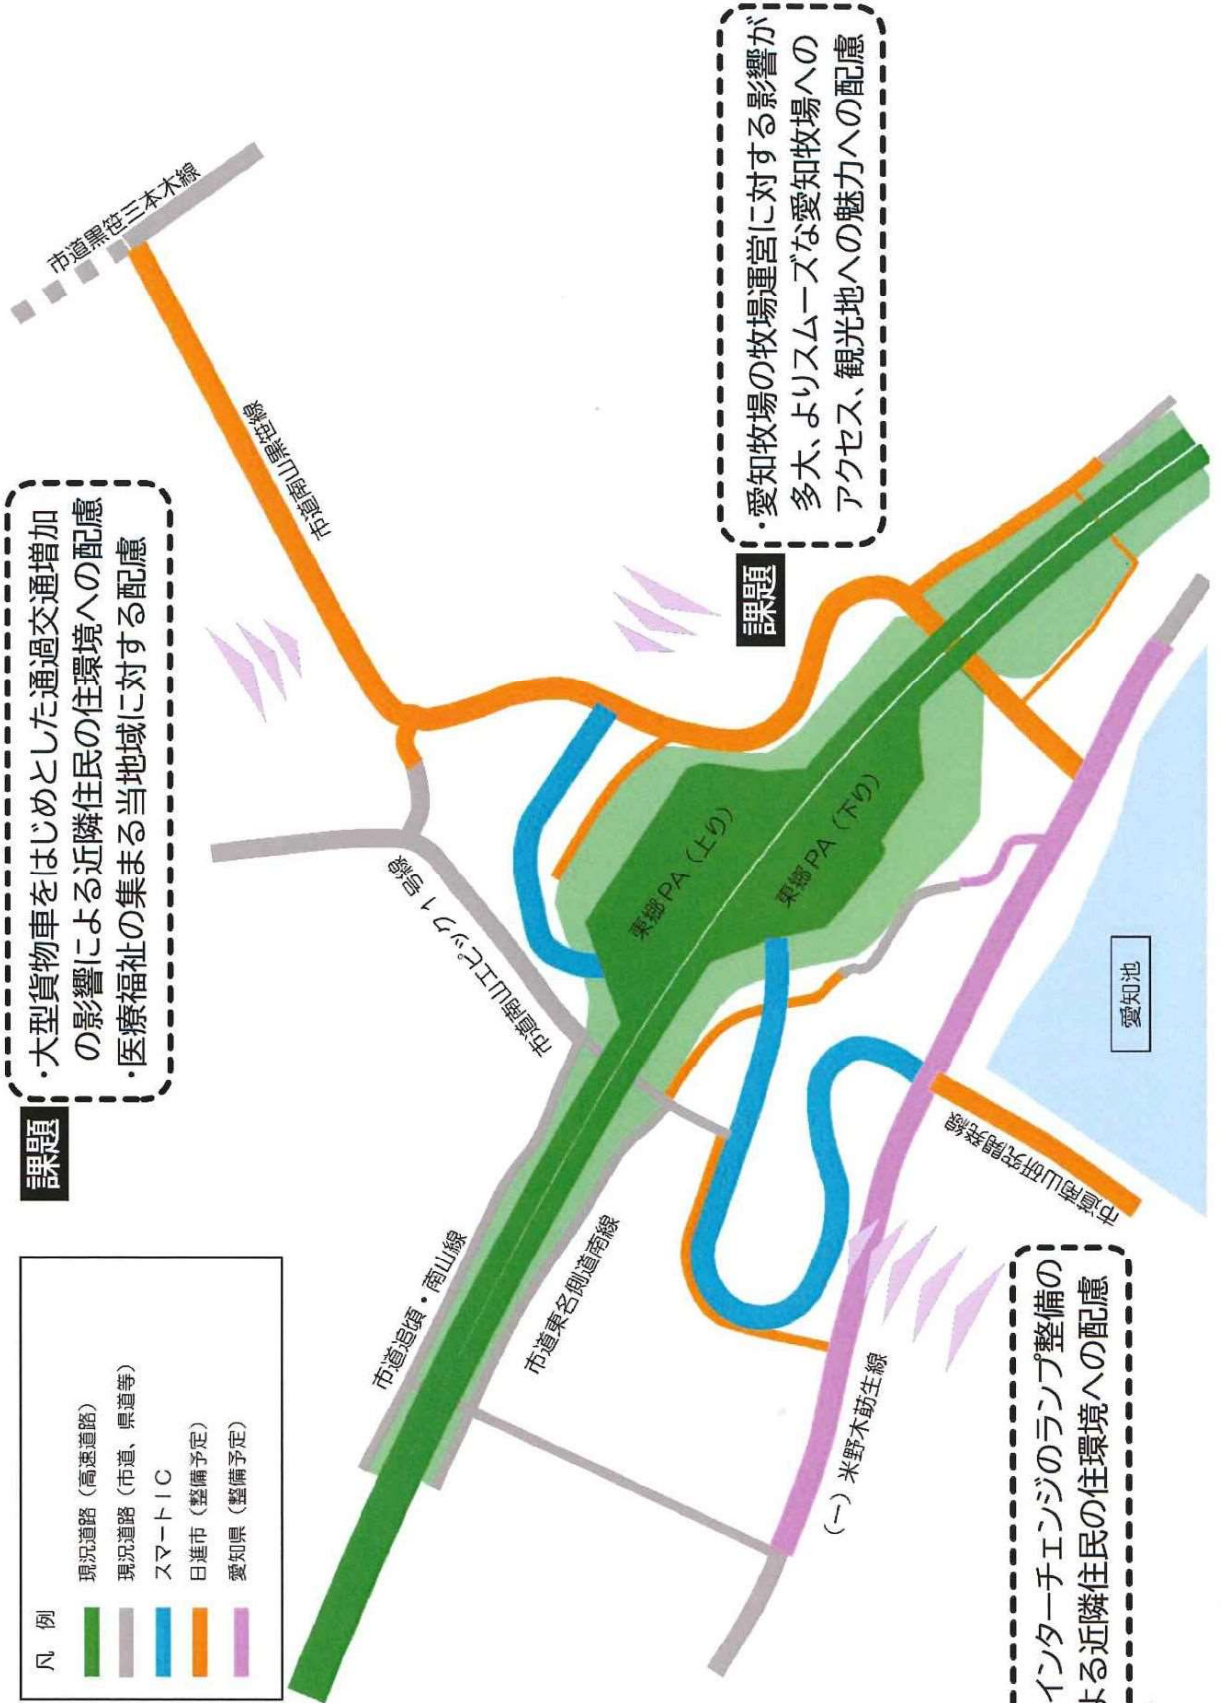 凡 例
現況道路（高速道路）
現況道路（市道、県道等）
スマートＩＣ
日進市（整備予定）
愛知県（整備予定）
課題
・大型貨物車をはじめとした通過交通増加
の影響による近隣住民の住環境への配慮
・医療福祉の集まる当地域に対する配慮
市道黒笹三本木線
市道南山黒笹線
市道南山エピック１号線
市道追頃・南山線
市道東名側道南線
東郷PA（上り）
東郷PA（下り）
課題
・愛知牧場の牧場運営に対する影響が
多大、よりスムーズな愛知牧場への
アクセス、観光地への魅力への配慮
（一）米野木莇生線
市道南山研究開発線
愛知池
インターチェンジのランプ整備の
よる近隣住民の住環境への配慮